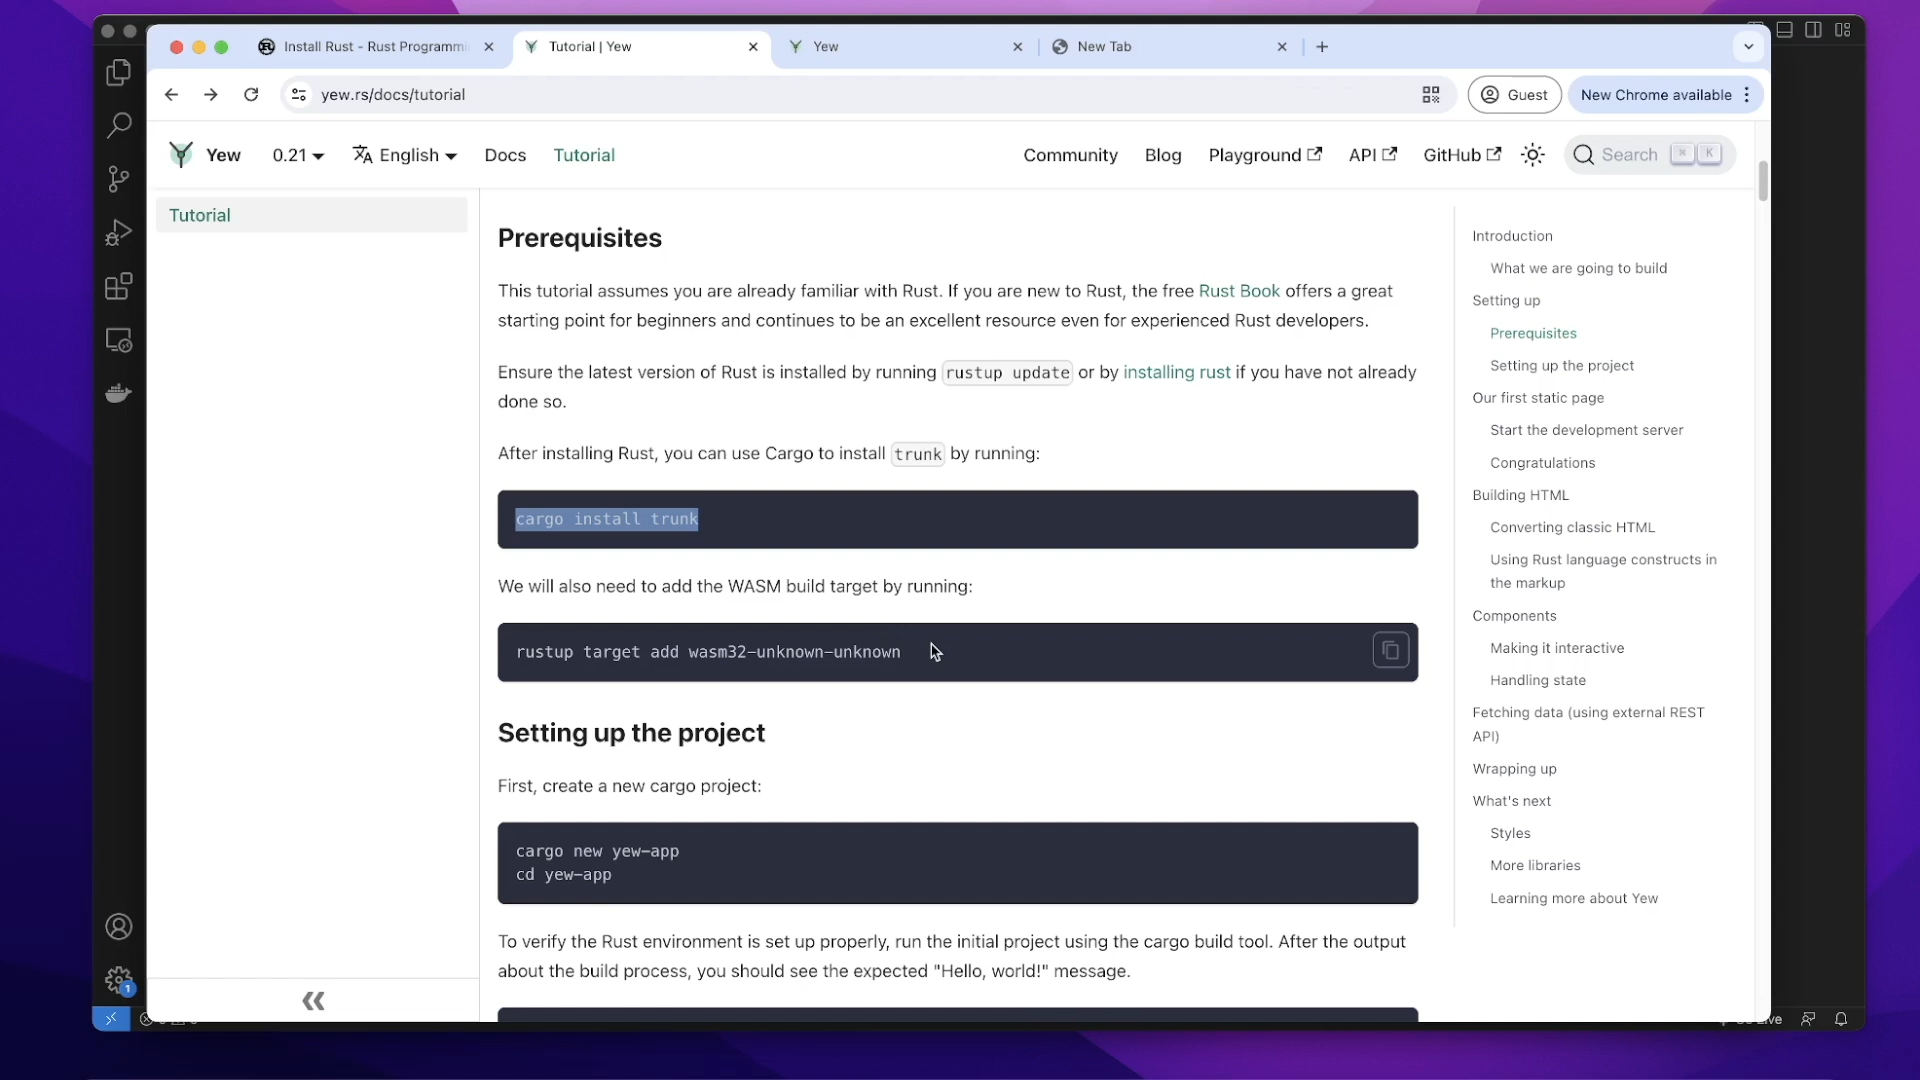 Install Rust - Rust Programmi
Tutorial | Yew
Yew
New Tab
yew.rs/docs/tutorial
Guest
New Chrome available
Yew
0.21
English
Docs
Tutorial
Community
Blog
Playground
API
GitHub
Search
⌘
K
Tutorial
Prerequisites
This tutorial assumes you are already familiar with Rust. If you are new to Rust, the free Rust Book offers a great
starting point for beginners and continues to be an excellent resource even for experienced Rust developers.
Ensure the latest version of Rust is installed by running rustup update or by installing rust if you have not already
done so.
After installing Rust, you can use Cargo to install trunk by running:
cargo install trunk
We will also need to add the WASM build target by running:
rustup target add wasm32-unknown-unknown
Setting up the project
First, create a new cargo project:
cargo new yew-app
cd yew-app
To verify the Rust environment is set up properly, run the initial project using the cargo build tool. After the output
about the build process, you should see the expected "Hello, world!" message.
Introduction
What we are going to build
Setting up
Prerequisites
Setting up the project
Our first static page
Start the development server
Congratulations
Building HTML
Converting classic HTML
Using Rust language constructs in
the markup
Components
Making it interactive
Handling state
Fetching data (using external REST
API)
Wrapping up
What's next
Styles
More libraries
Learning more about Yew
1